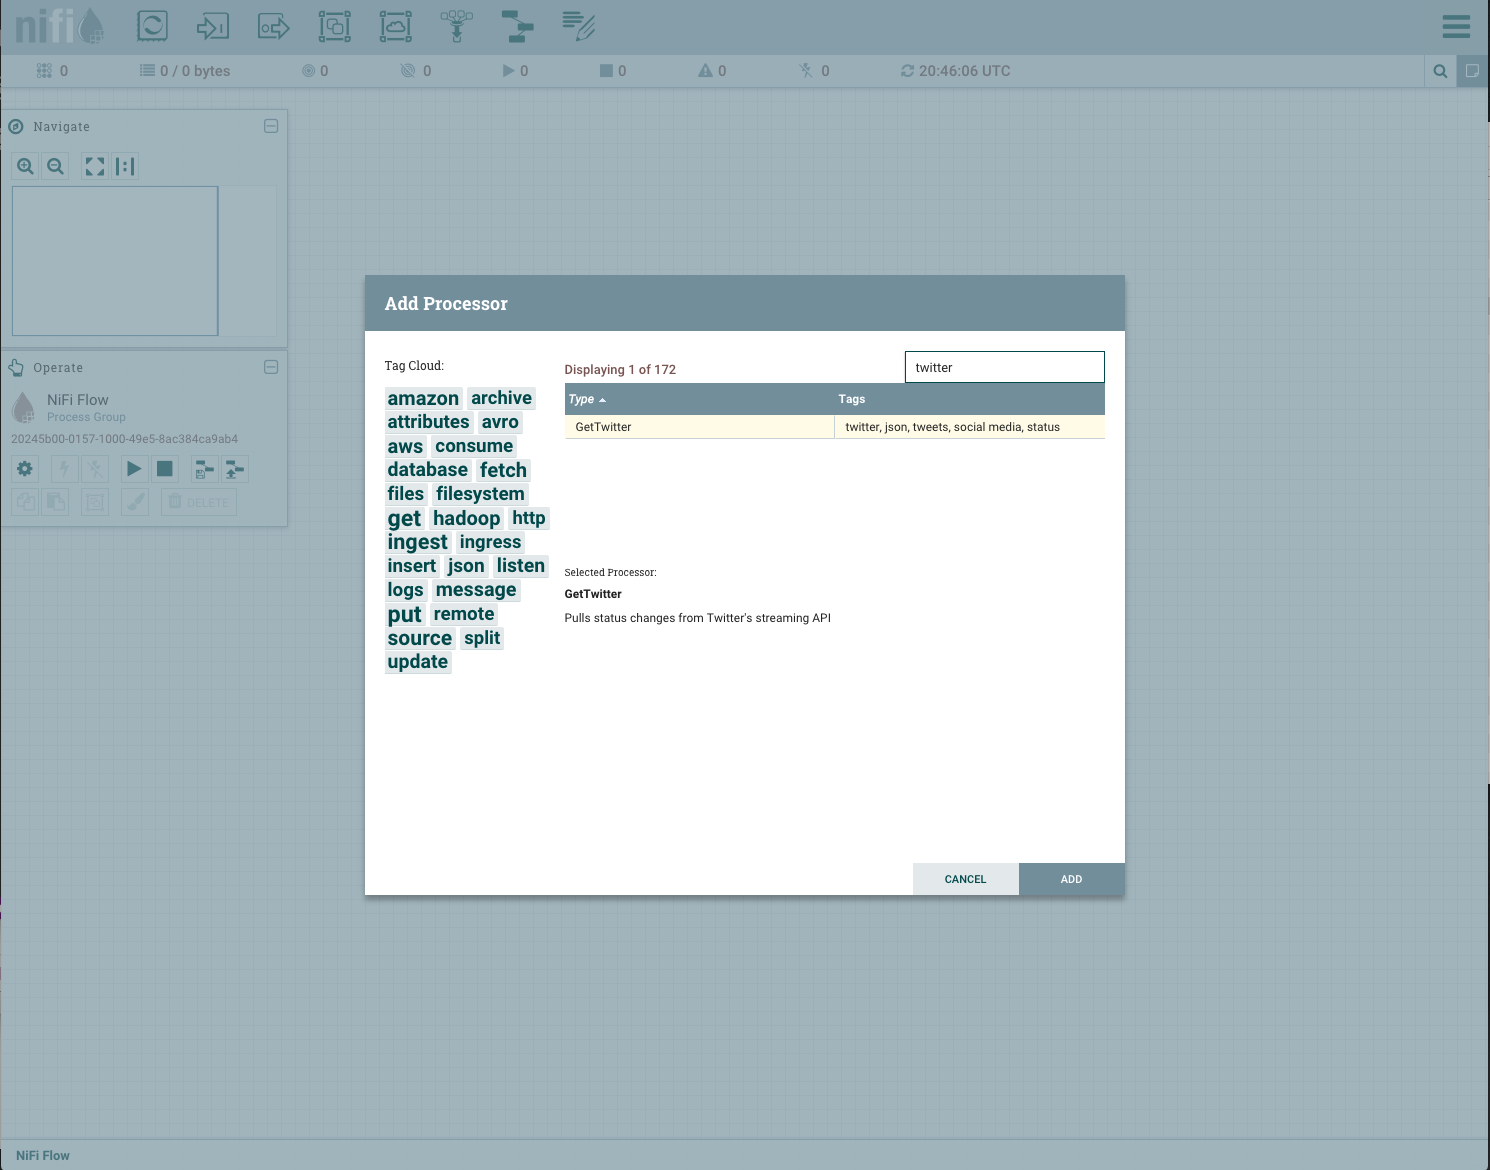 nifi
0 0 / 0 bytes 0 0 0 0 0 0 20:46:06 UTC
Navigate
Operate
NiFi Flow
Process Group
20245b00-0157-1000-49e5-8ac384ca9ab4
DELETE
Add Processor
Tag Cloud:
amazon archive
attributes avro
aws consume
database fetch
files filesystem
get hadoop http
ingest ingress
insert json listen
logs message
put remote
source split
update
Displaying 1 of 172
twitter
Type Tags
GetTwitter twitter, json, tweets, social media, status
Selected Processor:
GetTwitter
Pulls status changes from Twitter's streaming API
CANCEL ADD
NiFi Flow